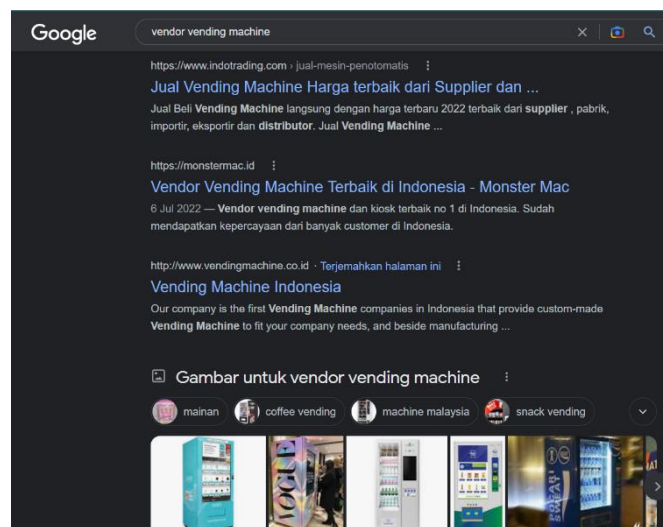 Google
vendor vending machine
https://www.indotrading.com › jual-mesin-penotomatis
Jual Vending Machine Harga terbaik dari Supplier dan ...
Jual Beli Vending Machine langsung dengan harga terbaru 2022 terbaik dari supplier , pabrik,
importir, eksportir dan distributor. Jual Vending Machine ...
https://monstermac.id
Vendor Vending Machine Terbaik di Indonesia - Monster Mac
6 Jul 2022 — Vendor vending machine dan kiosk terbaik no 1 di Indonesia. Sudah
mendapatkan kepercayaan dari banyak customer di Indonesia.
http://www.vendingmachine.co.id · Terjemahkan halaman ini
Vending Machine Indonesia
Our company is the first Vending Machine companies in Indonesia that provide custom-made
Vending Machine to fit your company needs, and beside manufacturing ...
Gambar untuk vendor vending machine
mainan
coffee vending
machine malaysia
snack vending
VOGUE
POCARI
SWEAT